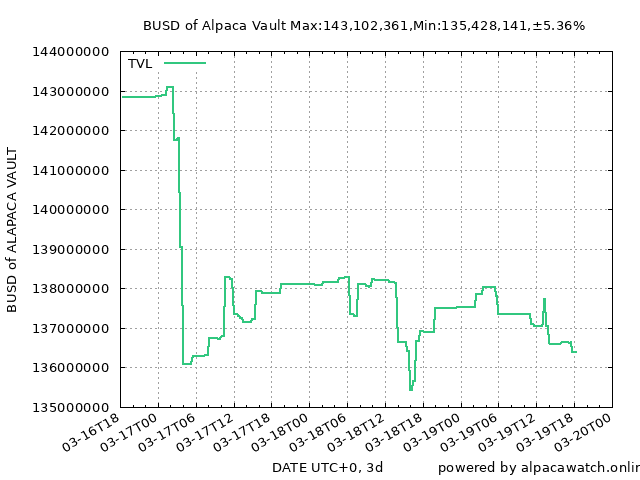 BUSD of Alpaca Vault Max:143,102,361,Min:135,428,141,±5.36%
144000000
TVL
143000000
142000000
141000000
140000000
139000000
138000000
137000000
136000000
135000000
BUSD of ALAPACA VAULT
03-16T18
03-17T00
03-17T06
03-17T12
03-17T18
03-18T00
03-18T06
03-18T12
03-18T18
03-19T00
03-19T06
03-19T12
03-19T18
03-20T00
DATE UTC+0, 3d
powered by alpacawatch.onlin